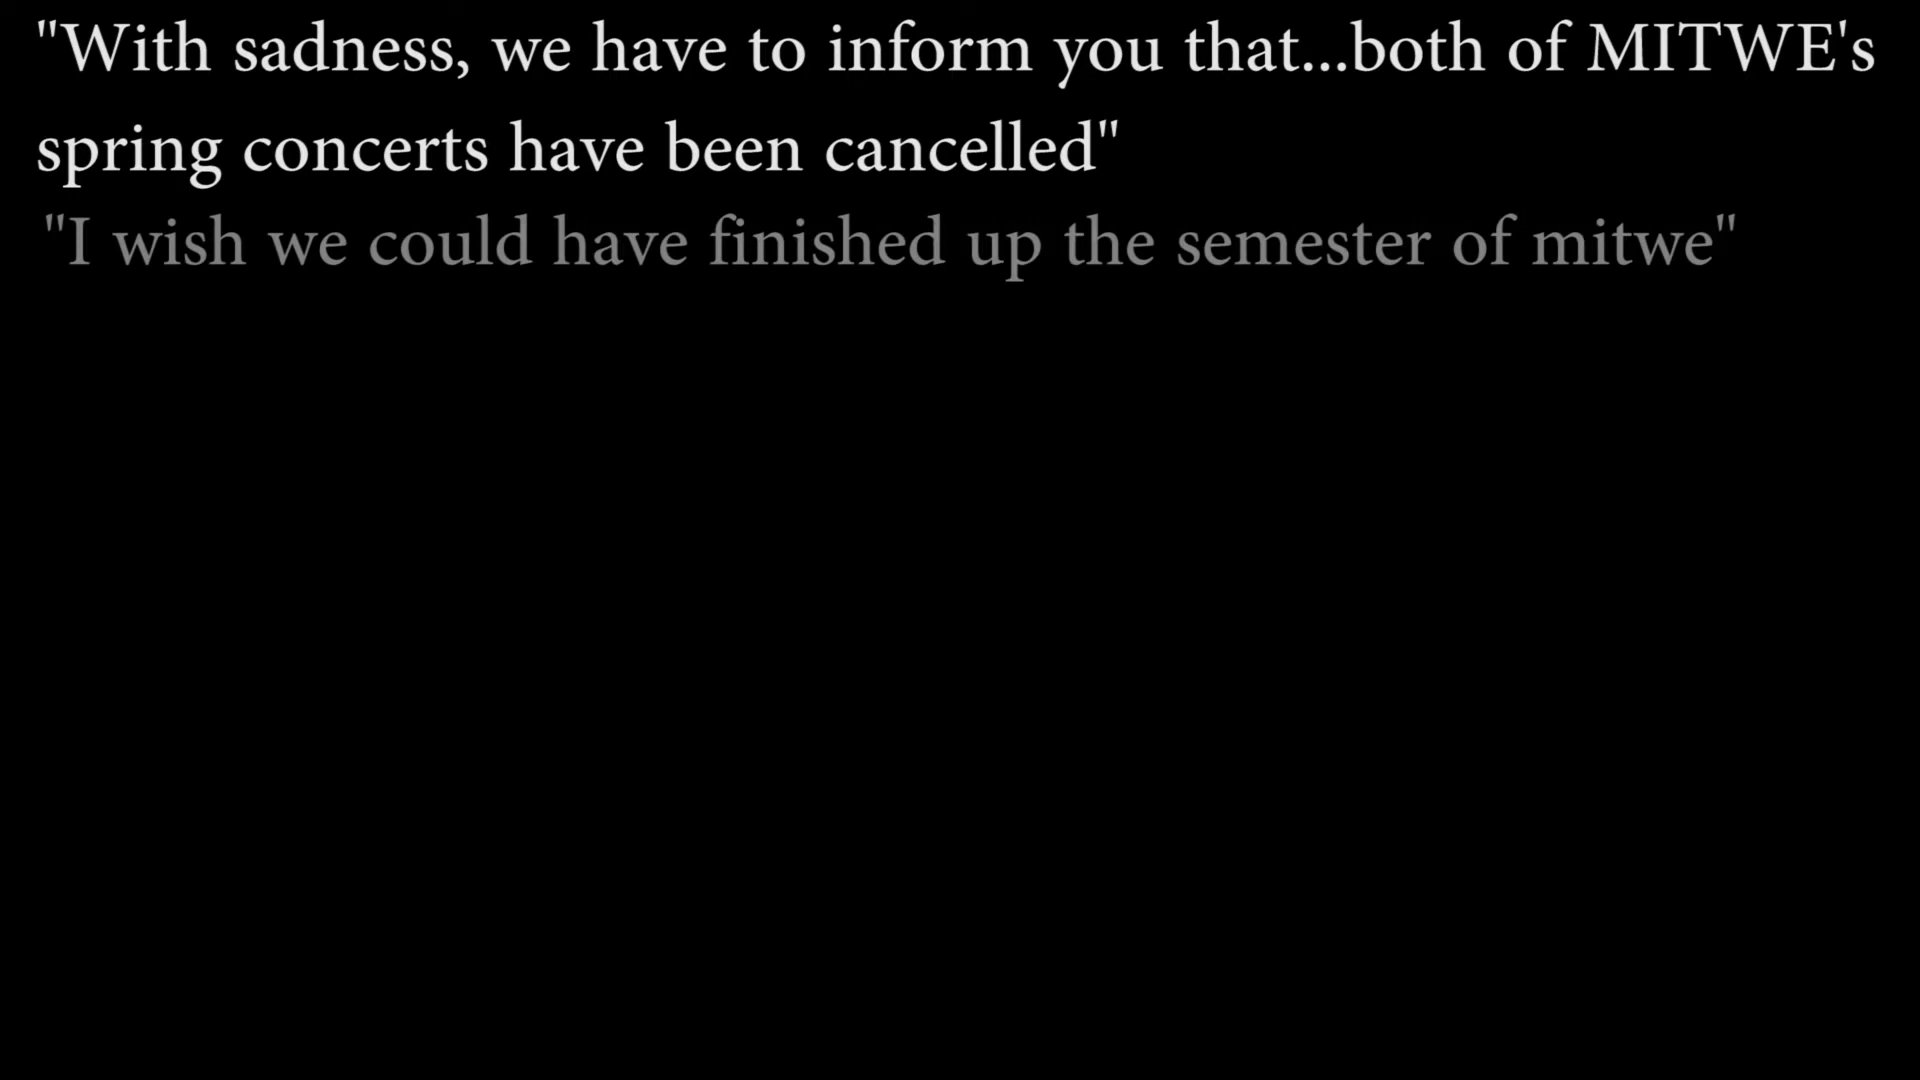 "With sadness, we have to inform you that...both of MITWE's
spring concerts have been cancelled"
"I wish we could have finished up the semester of mitwe"